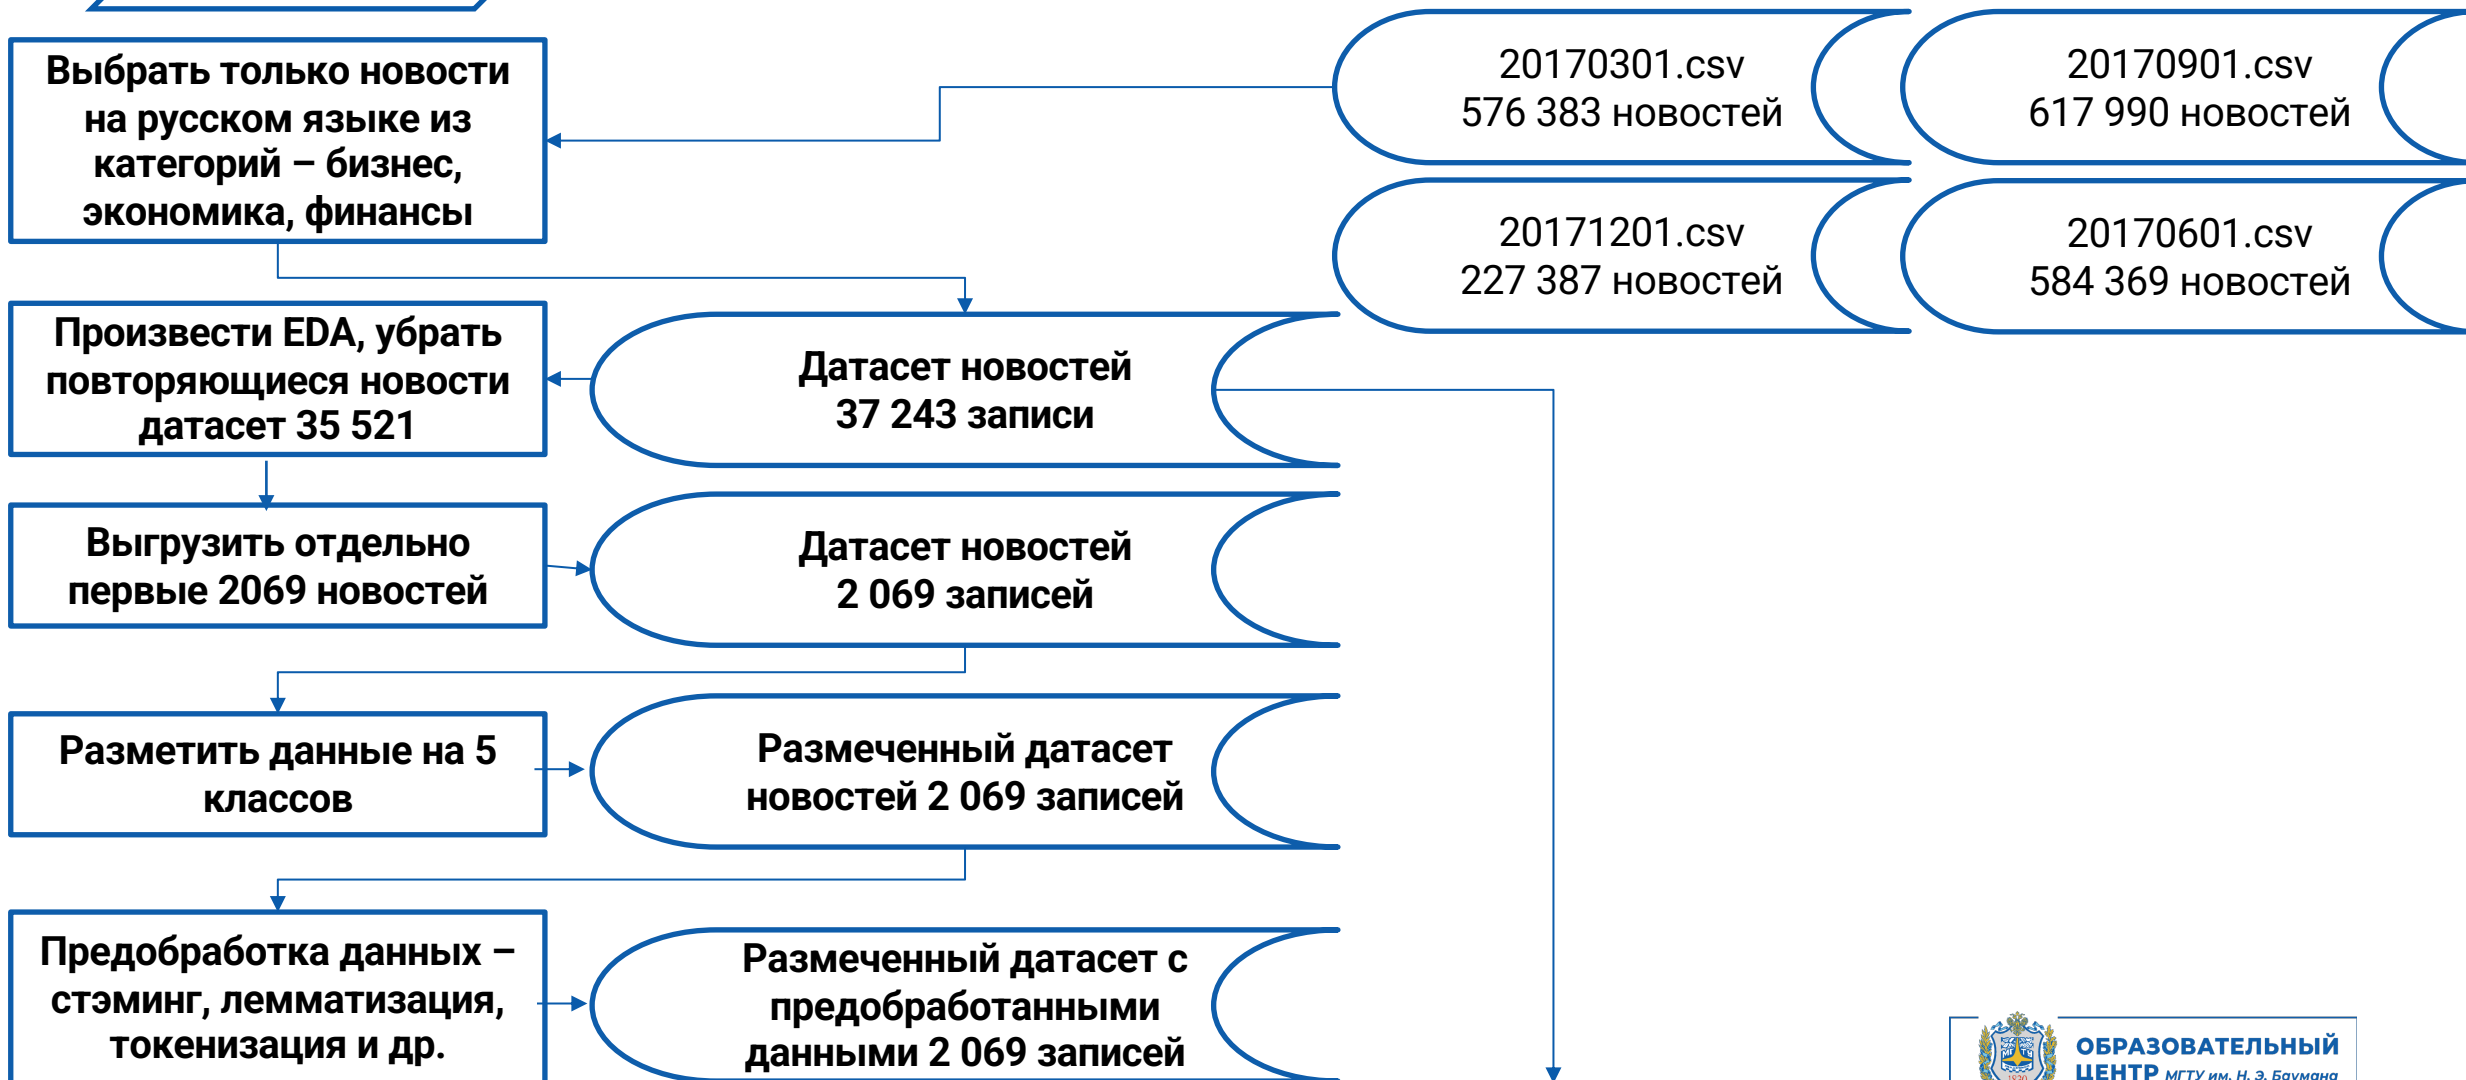 Выбрать только новости
на русском языке из
категорий – бизнес,
экономика, финансы
20170301.csv
576 383 новостей
20170901.csv
617 990 новостей
20171201.csv
227 387 новостей
20170601.csv
584 369 новостей
Произвести EDA, убрать
повторяющиеся новости
датасет 35 521
Датасет новостей
37 243 записи
Выгрузить отдельно
первые 2069 новостей
Датасет новостей
2 069 записей
Разметить данные на 5
классов
Размеченный датасет
новостей 2 069 записей
Предобработка данных –
стэминг, лемматизация,
токенизация и др.
Размеченный датасет с
предобработанными
данными 2 069 записей
ОБРАЗОВАТЕЛЬНЫЙ
ЦЕНТР МГТУ им. Н. Э. Баумана